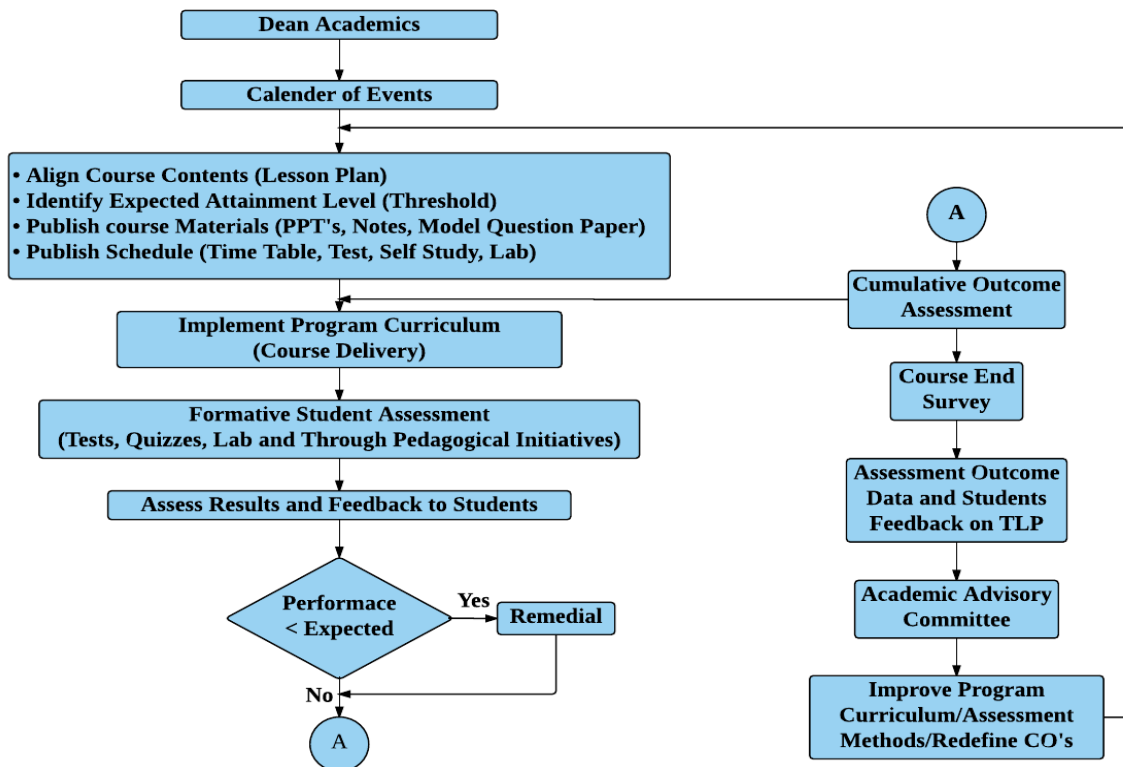 Dean Academics
Calender of Events
• Align Course Contents (Lesson Plan)
• Identify Expected Attainment Level (Threshold)
• Publish course Materials (PPT's, Notes, Model Question Paper)
• Publish Schedule (Time Table, Test, Self Study, Lab)
Implement Program Curriculum
(Course Delivery)
Formative Student Assessment
(Tests, Quizzes, Lab and Through Pedagogical Initiatives)
Assess Results and Feedback to Students
Performace
< Expected
Yes
Remedial
No
A
A
Cumulative Outcome
Assessment
Course End
Survey
Assessment Outcome
Data and Students
Feedback on TLP
Academic Advisory
Committee
Improve Program
Curriculum/Assessment
Methods/Redefine CO's